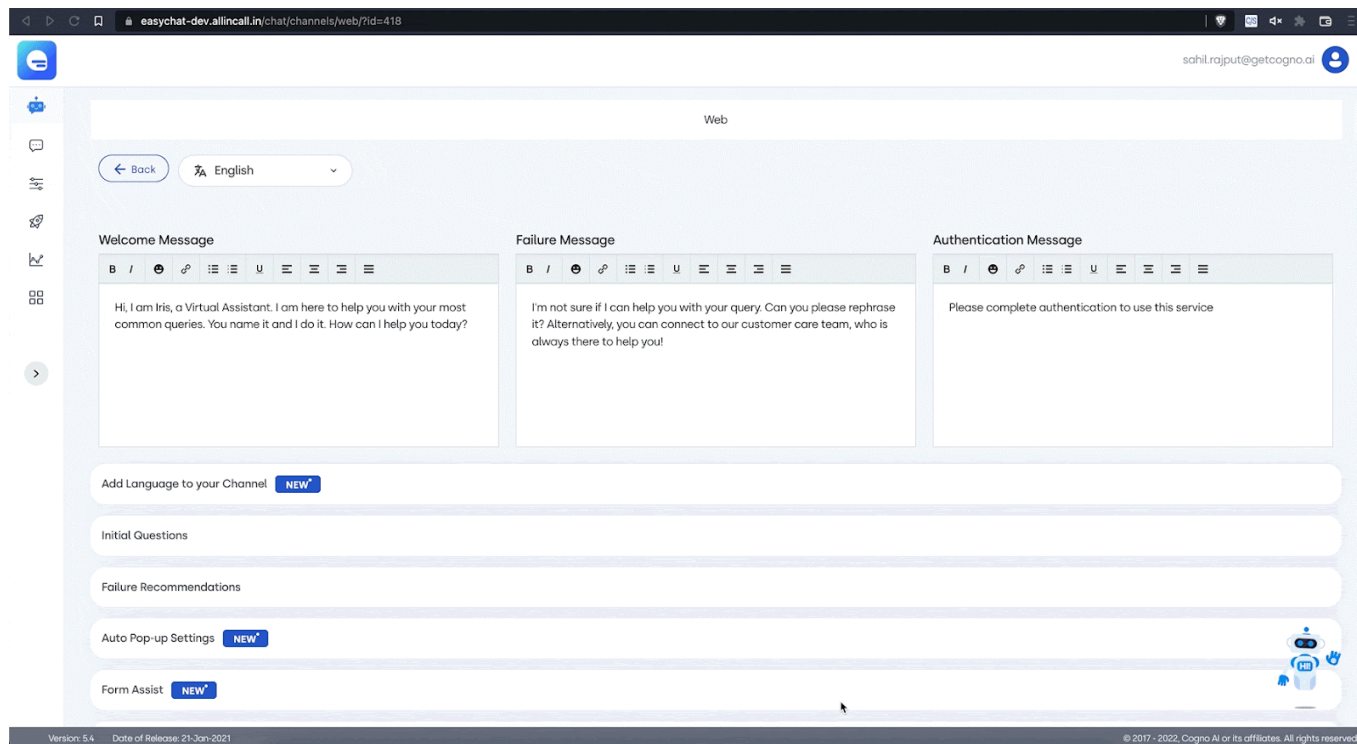 easychat-dev.allincall.in/chat/channels/web/?id=418
sahil.rajput@getcogno.ai
Web
Back
English
Welcome Message
Failure Message
Authentication Message
B I U
B I U
B I U
Hi, I am Iris, a Virtual Assistant. I am here to help you with your most
common queries. You name it and I do it. How can I help you today?
I'm not sure if I can help you with your query. Can you please rephrase
it? Alternatively, you can connect to our customer care team, who is
always there to help you!
Please complete authentication to use this service
Add Language to your Channel NEW
Initial Questions
Failure Recommendations
Auto Pop-up Settings NEW
Form Assist NEW
HI!
Version: 5.4 Date of Release: 21-Jan-2021
© 2017 - 2022, Cogno AI or its affiliates. All rights reserved